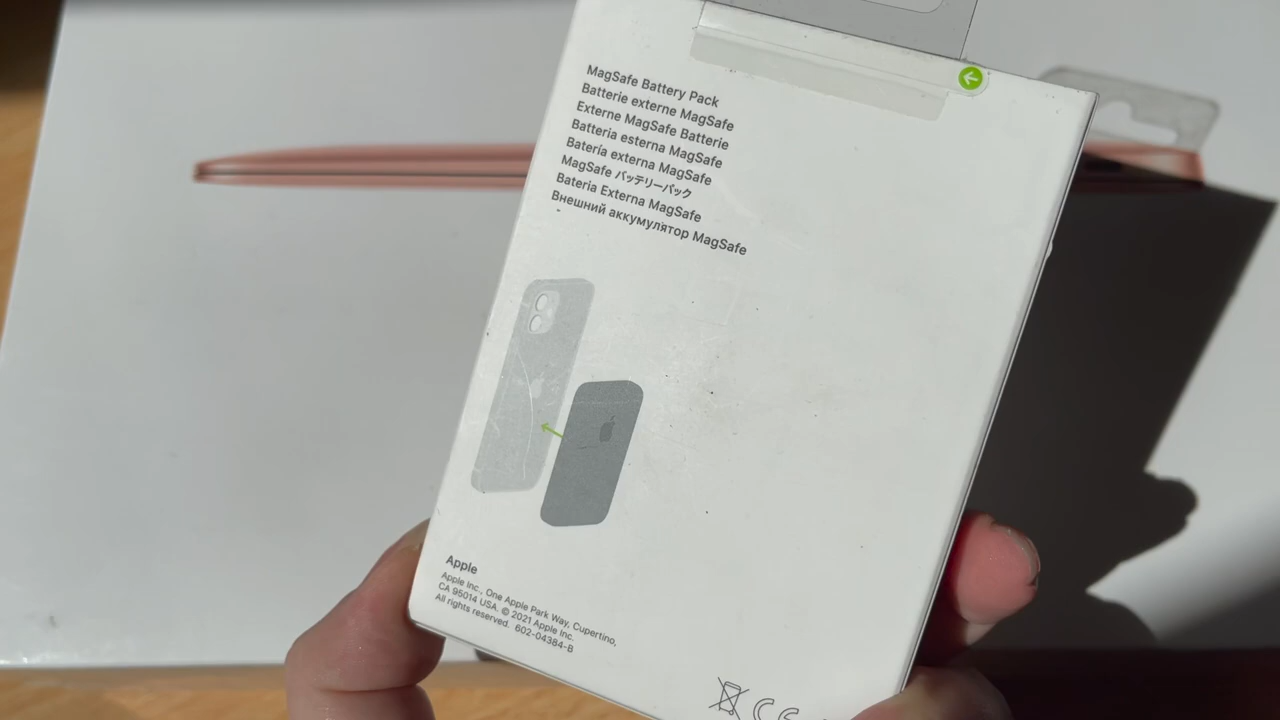 MagSafe Battery Pack
Batterie externe MagSafe
Externe MagSafe Batterie
Batteria esterna MagSafe
Batería externa MagSafe
MagSafe バッテリーパック
Bateria Externa MagSafe
Внешний аккумулятор MagSafe
Apple
Apple Inc., One Apple Park Way, Cupertino,
CA 95014 USA. © 2021 Apple Inc.
All rights reserved. 602-04384-B
CE